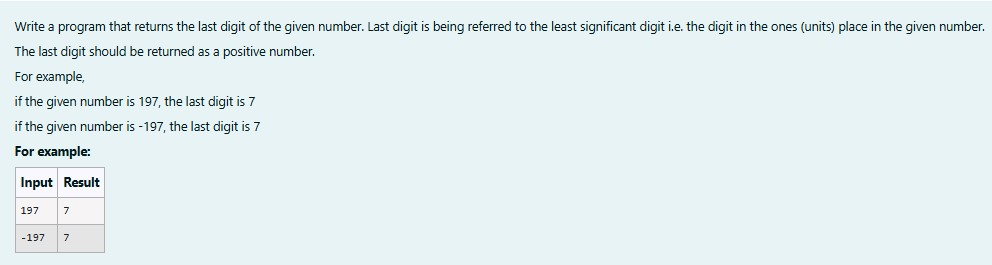 Write a program that returns the last digit of the given number. Last digit is being referred to the least significant digit i.e. the digit in the ones (units) place in the given number.
The last digit should be returned as a positive number.
For example,
if the given number is 197, the last digit is 7
if the given number is -197, the last digit is 7
For example:
Input Result
197 7
-197 7